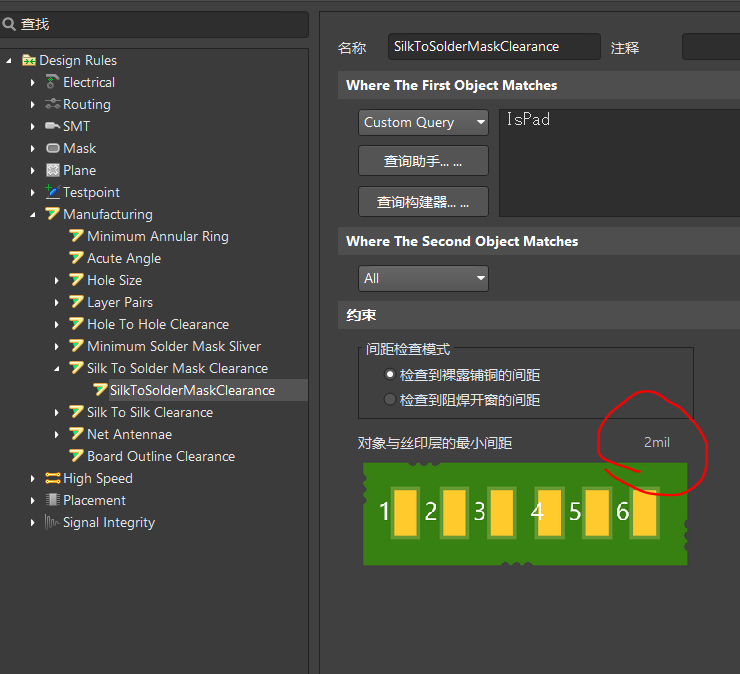 查找
Design Rules
Electrical
Routing
SMT
Mask
Plane
Testpoint
Manufacturing
Minimum Annular Ring
Acute Angle
Hole Size
Layer Pairs
Hole To Hole Clearance
Minimum Solder Mask Sliver
Silk To Solder Mask Clearance
SilkToSolderMaskClearance
Silk To Silk Clearance
Net Antennae
Board Outline Clearance
High Speed
Placement
Signal Integrity
名称 SilkToSolderMaskClearance 注释
Where The First Object Matches
Custom Query IsPad
查询助手... ...
查询构建器... ...
Where The Second Object Matches
All
约束
间距检查模式
检查到裸露铺铜的间距
检查到阻焊开窗的间距
对象与丝印层的最小间距 2mil
1 2 3 4 5 6